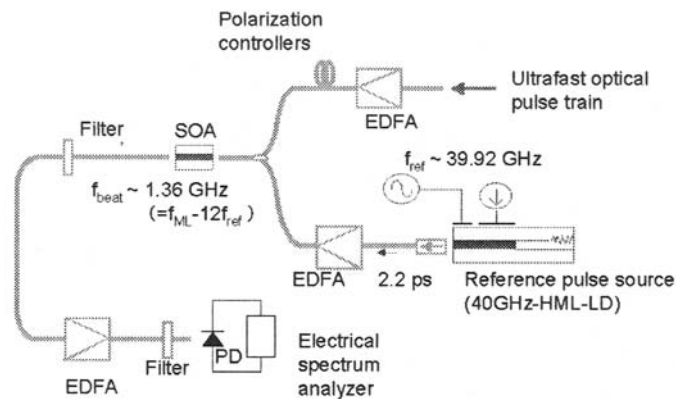 Polarization
controllers
Ultrafast optical
pulse train
EDFA
Filter
SOA
f_ref ~ 39.92 GHz
f_beat ~ 1.36 GHz
(=f_ML-12f_ref)
EDFA
2.2 ps
Reference pulse source
(40GHz-HML-LD)
PD
Electrical
spectrum
analyzer
Filter
EDFA